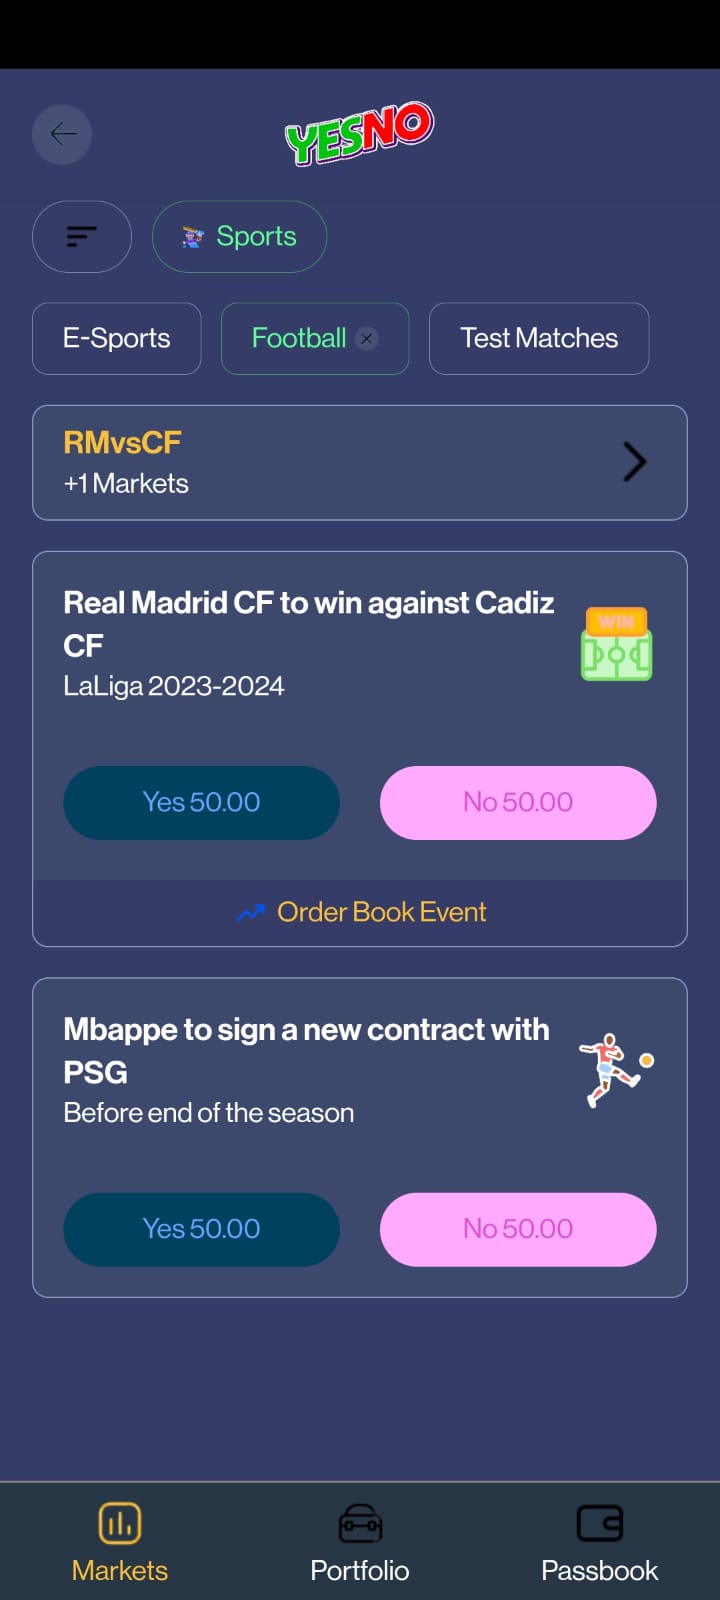 YESNO
Sports
E-Sports
Football
Test Matches
RMvsCF
+1 Markets
Real Madrid CF to win against Cadiz
CF
LaLiga 2023-2024
WIN
Yes 50.00
No 50.00
Order Book Event
Mbappe to sign a new contract with
PSG
Before end of the season
Yes 50.00
No 50.00
Markets
Portfolio
Passbook